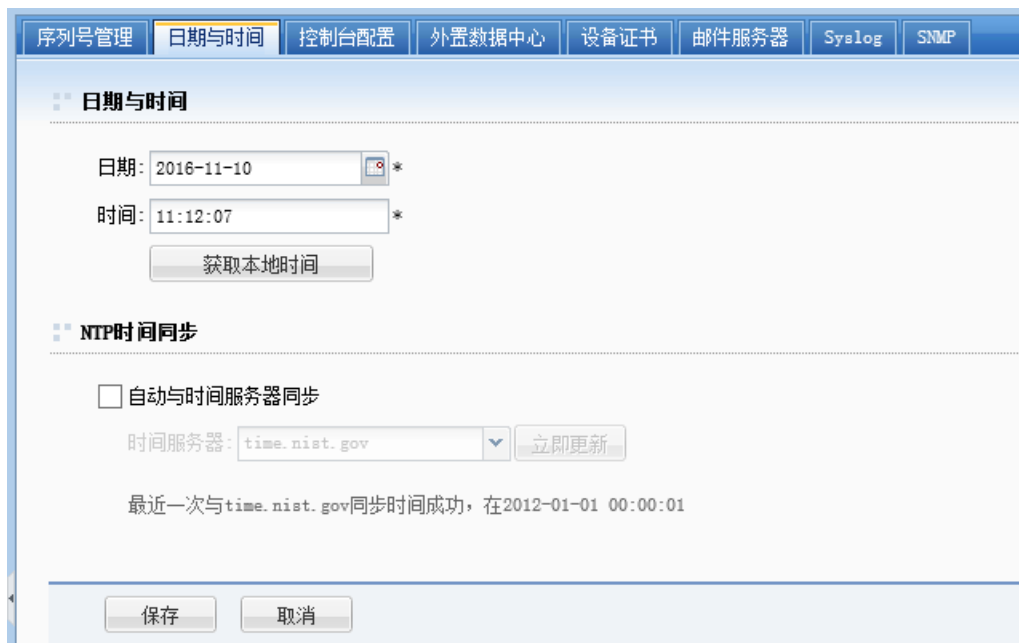 序列号管理 日期与时间 控制台配置 外置数据中心 设备证书 邮件服务器 Syslog SNMP
日期与时间
日期: 2016-11-10 *
时间: 11:12:07 *
获取本地时间
NTP时间同步
自动与时间服务器同步
时间服务器: time.nist.gov 立即更新
最近一次与time.nist.gov同步时间成功，在2012-01-01 00:00:01
保存 取消